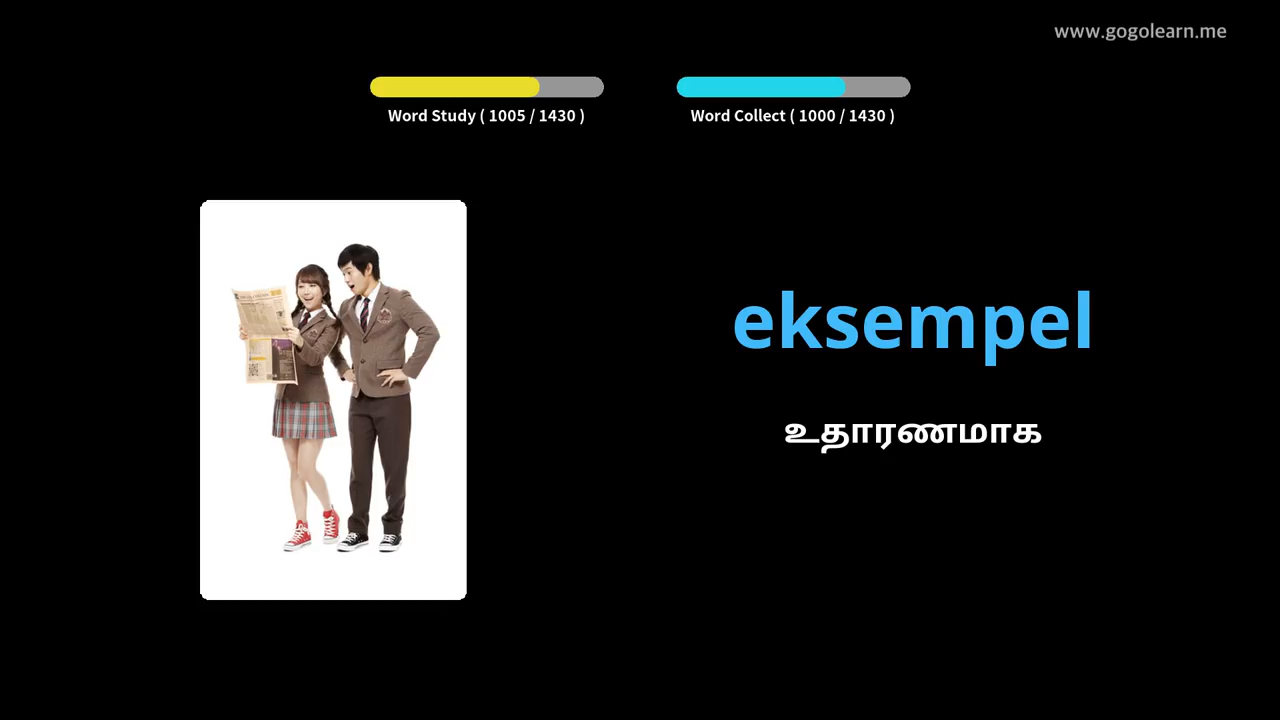 www.gogolearn.me
Word Study ( 1005 / 1430 )
Word Collect ( 1000 / 1430 )
eksempel
உதாரணமாக